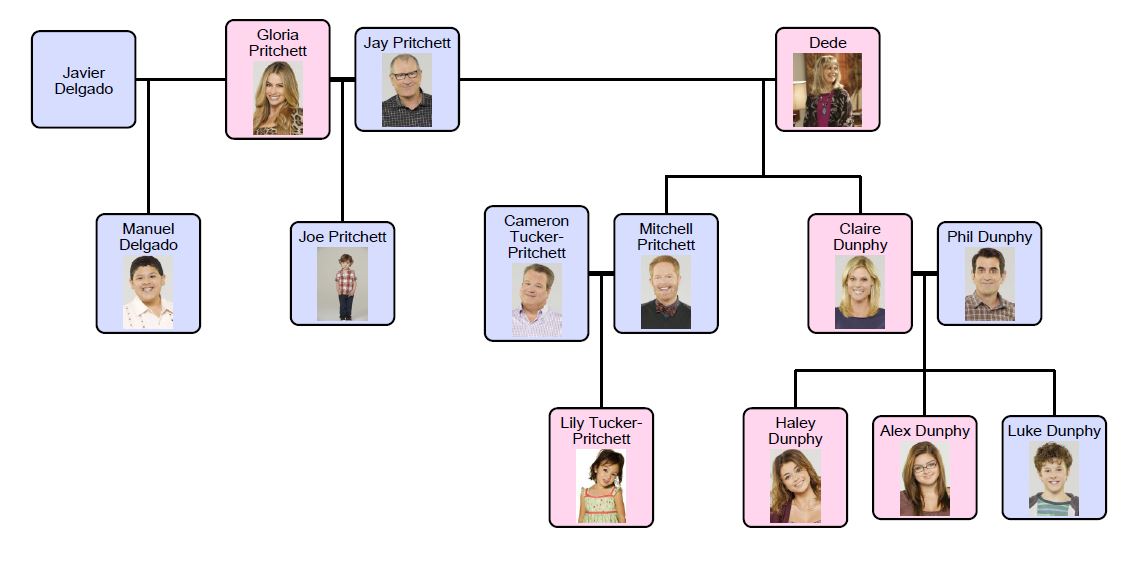 Gloria
Pritchett
Jay Pritchett
Dede
Javier
Delgado
Manuel
Delgado
Joe Pritchett
Cameron
Tucker-
Pritchett
Mitchell
Pritchett
Claire
Dunphy
Phil Dunphy
Lily Tucker-
Pritchett
Haley
Dunphy
Alex Dunphy
Luke Dunphy